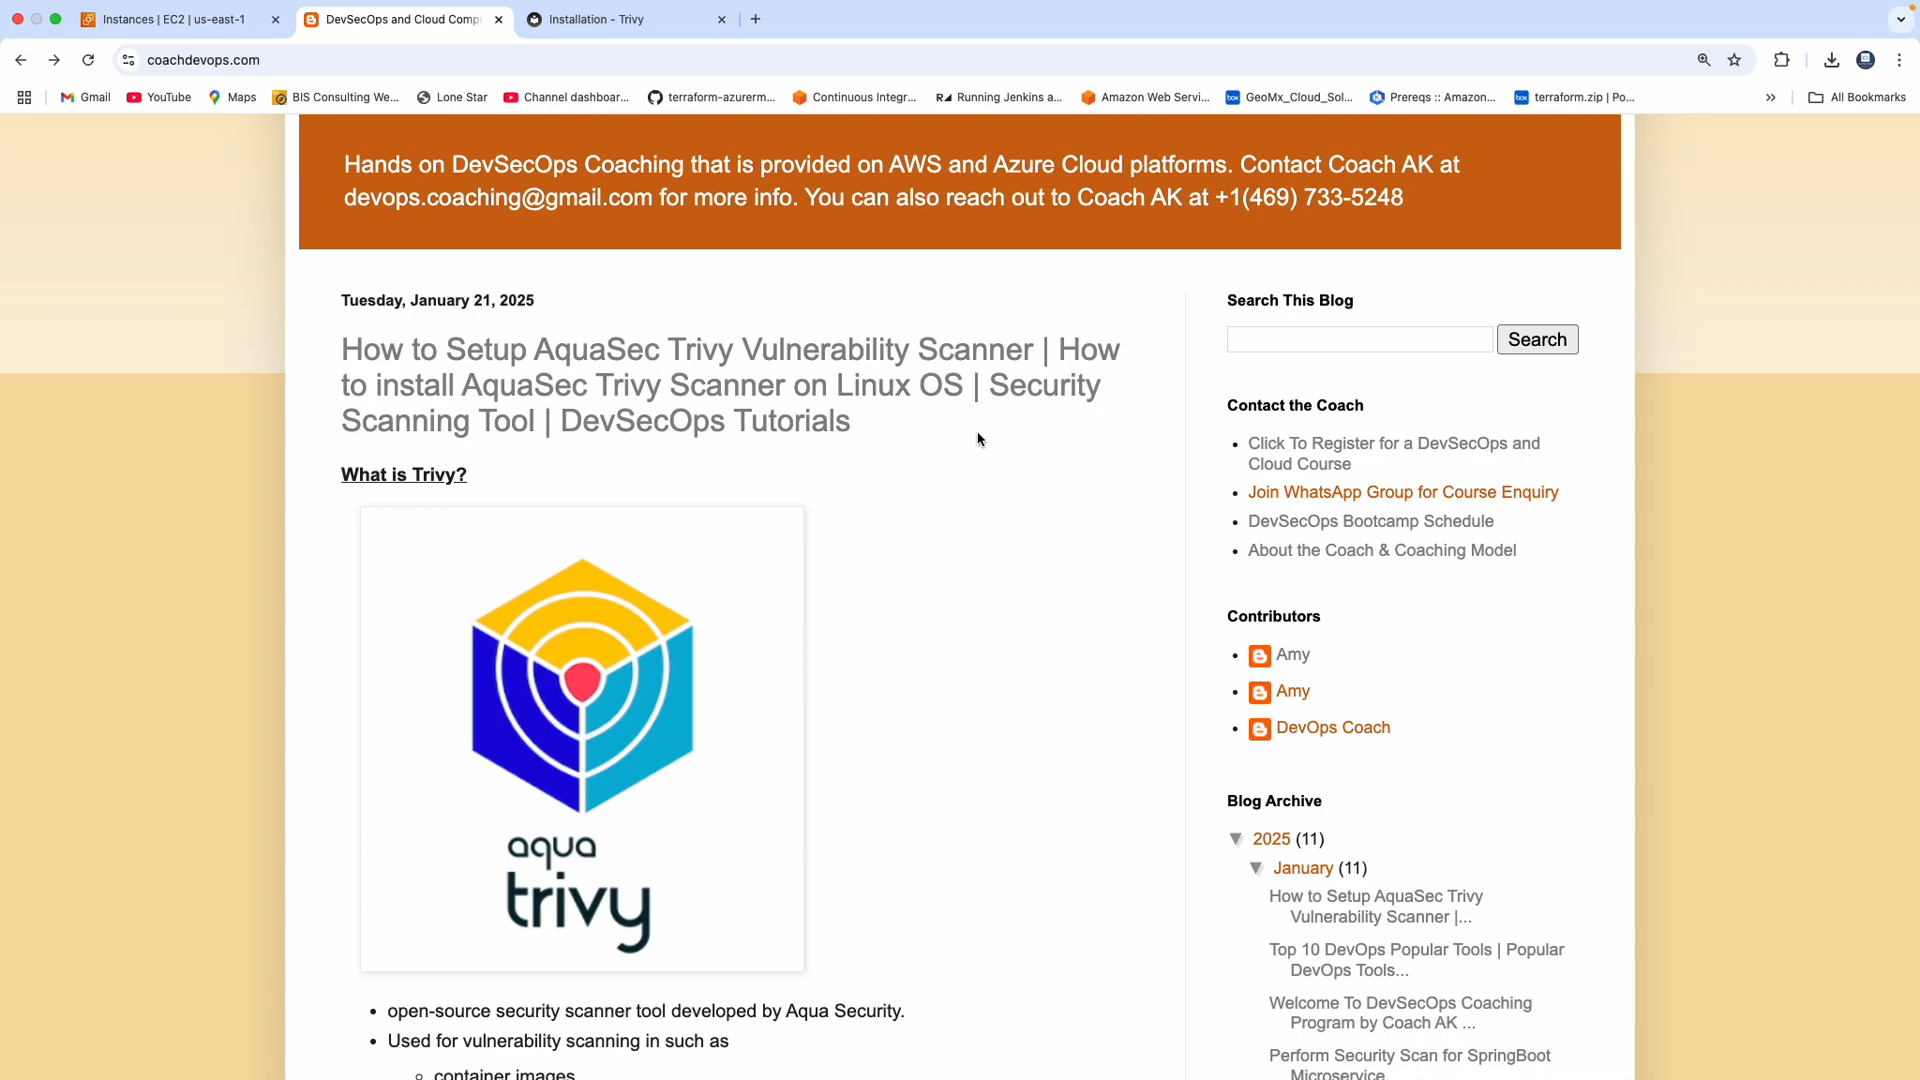 Instances | EC2 | us-east-1
DevSecOps and Cloud Comp
Installation - Trivy
coachdevops.com
Gmail
YouTube
Maps
BIS Consulting We...
Lone Star
Channel dashboar...
terraform-azurerm...
Continuous Integr...
Running Jenkins a...
Amazon Web Servi...
GeoMx_Cloud_Sol...
Prereqs :: Amazon...
terraform.zip | Po...
All Bookmarks
Hands on DevSecOps Coaching that is provided on AWS and Azure Cloud platforms. Contact Coach AK at
devops.coaching@gmail.com for more info. You can also reach out to Coach AK at +1(469) 733-5248
Tuesday, January 21, 2025
How to Setup AquaSec Trivy Vulnerability Scanner | How
to install AquaSec Trivy Scanner on Linux OS | Security
Scanning Tool | DevSecOps Tutorials
What is Trivy?
aqua
trivy
• open-source security scanner tool developed by Aqua Security.
• Used for vulnerability scanning in such as
container images
Search This Blog
Search
Contact the Coach
• Click To Register for a DevSecOps and
Cloud Course
• Join WhatsApp Group for Course Enquiry
• DevSecOps Bootcamp Schedule
• About the Coach & Coaching Model
Contributors
• Amy
• Amy
• DevOps Coach
Blog Archive
▼ 2025 (11)
▼ January (11)
How to Setup AquaSec Trivy
Vulnerability Scanner |...
Top 10 DevOps Popular Tools | Popular
DevOps Tools...
Welcome To DevSecOps Coaching
Program by Coach AK ...
Perform Security Scan for SpringBoot
Microservice